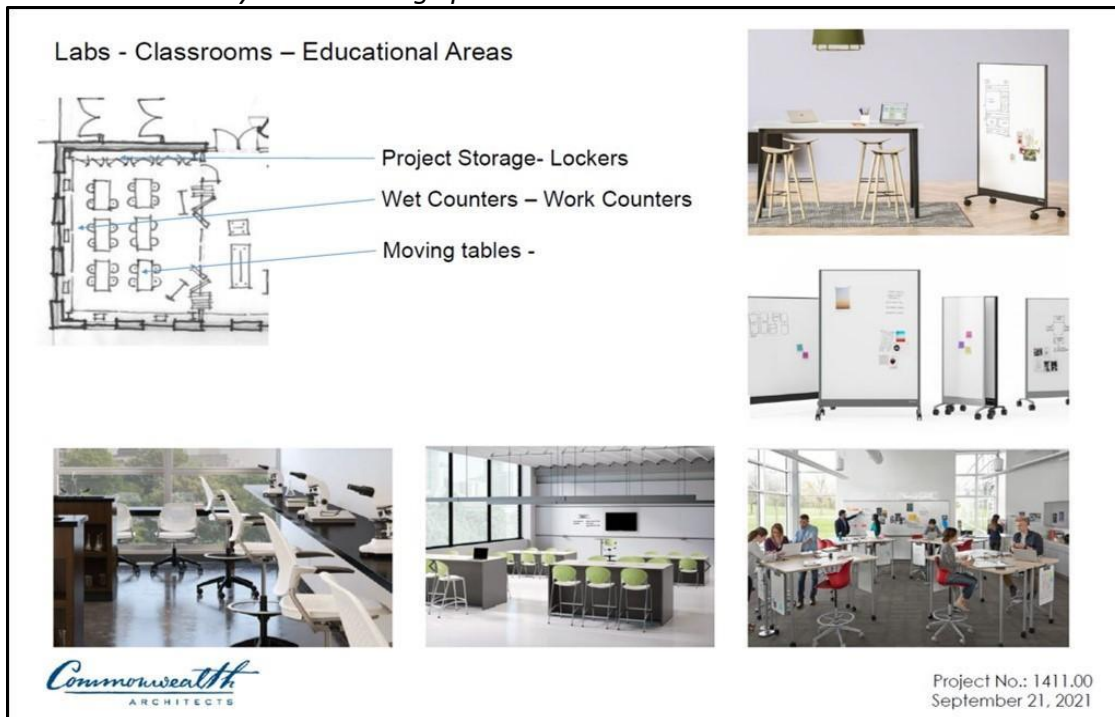 Labs - Classrooms – Educational Areas
Project Storage- Lockers
Wet Counters – Work Counters
Moving tables -
Commonwealth
ARCHITECTS
Project No.: 1411.00
September 21, 2021